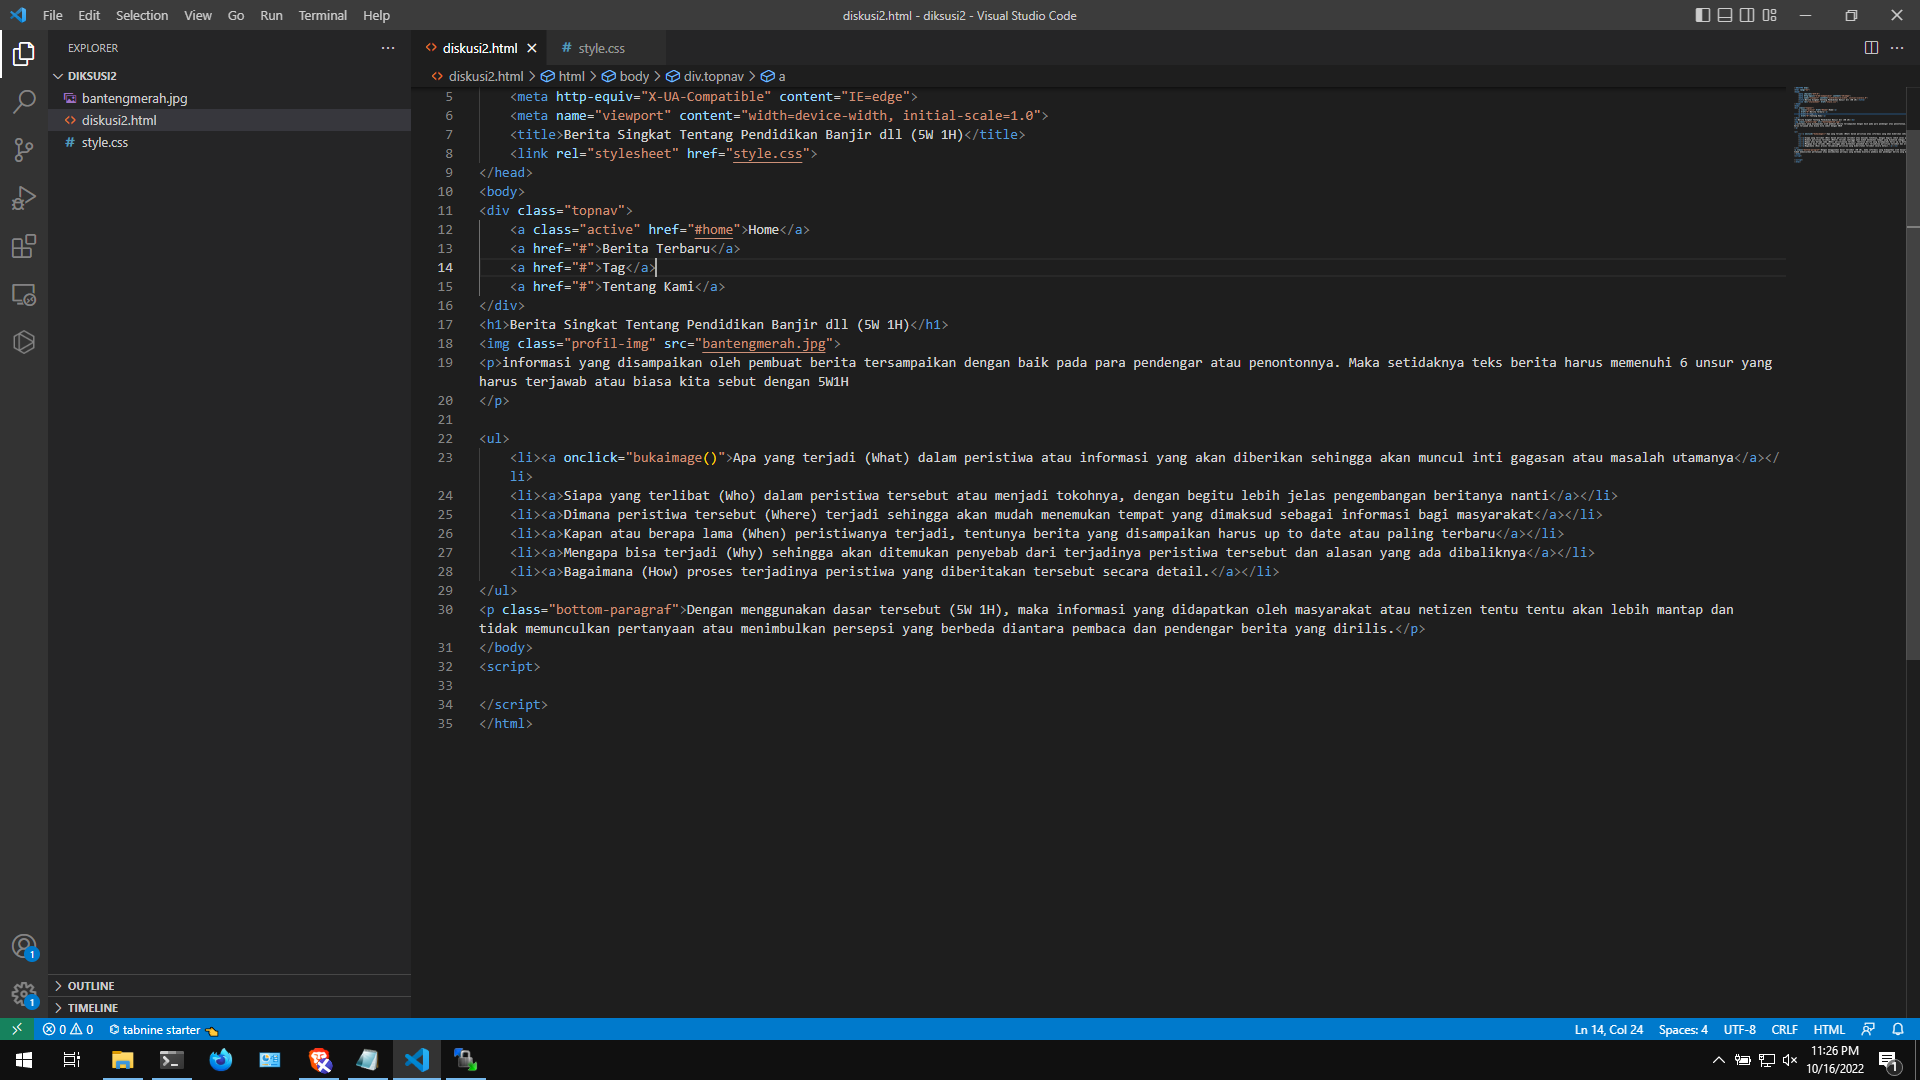 File Edit Selection View Go Run Terminal Help diskusi2.html - diksusi2 - Visual Studio Code
EXPLORER
DIKSUSI2
bantengmerah.jpg
diskusi2.html
style.css
OUTLINE
TIMELINE
diskusi2.html style.css
diskusi2.html > html > body > div.topnav > a
5 <meta http-equiv="X-UA-Compatible" content="IE=edge">
6 <meta name="viewport" content="width=device-width, initial-scale=1.0">
7 <title>Berita Singkat Tentang Pendidikan Banjir dll (5W 1H)</title>
8 <link rel="stylesheet" href="style.css">
9 </head>
10 <body>
11 <div class="topnav">
12 <a class="active" href="#home">Home</a>
13 <a href="#">Berita Terbaru</a>
14 <a href="#">Tag</a>
15 <a href="#">Tentang Kami</a>
16 </div>
17 <h1>Berita Singkat Tentang Pendidikan Banjir dll (5W 1H)</h1>
18 <img class="profil-img" src="bantengmerah.jpg">
19 <p>informasi yang disampaikan oleh pembuat berita tersampaikan dengan baik pada para pendengar atau penontonnya. Maka setidaknya teks berita harus memenuhi 6 unsur yang
harus terjawab atau biasa kita sebut dengan 5W1H
20 </p>
21
22 <ul>
23 <li><a onclick="bukaimage()">Apa yang terjadi (What) dalam peristiwa atau informasi yang akan diberikan sehingga akan muncul inti gagasan atau masalah utamanya</a></
li>
24 <li><a>Siapa yang terlibat (Who) dalam peristiwa tersebut atau menjadi tokohnya, dengan begitu lebih jelas pengembangan beritanya nanti</a></li>
25 <li><a>Dimana peristiwa tersebut (Where) terjadi sehingga akan mudah menemukan tempat yang dimaksud sebagai informasi bagi masyarakat</a></li>
26 <li><a>Kapan atau berapa lama (When) peristiwanya terjadi, tentunya berita yang disampaikan harus up to date atau paling terbaru</a></li>
27 <li><a>Mengapa bisa terjadi (Why) sehingga akan ditemukan penyebab dari terjadinya peristiwa tersebut dan alasan yang ada dibaliknya</a></li>
28 <li><a>Bagaimana (How) proses terjadinya peristiwa yang diberitakan tersebut secara detail.</a></li>
29 </ul>
30 <p class="bottom-paragraf">Dengan menggunakan dasar tersebut (5W 1H), maka informasi yang didapatkan oleh masyarakat atau netizen tentu tentu akan lebih mantap dan
tidak memunculkan pertanyaan atau menimbulkan persepsi yang berbeda diantara pembaca dan pendengar berita yang dirilis.</p>
31 </body>
32 <script>
33
34 </script>
35 </html>
1
1
0 0 tabnine starter Ln 14, Col 24 Spaces: 4 UTF-8 CRLF HTML
11:26 PM
10/16/2022
1